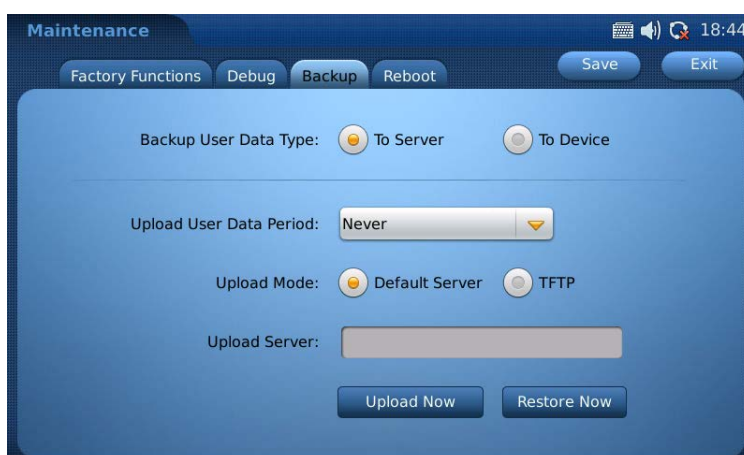 Maintenance 18:44
Save Exit
Factory Functions Debug Backup Reboot
Backup User Data Type: To Server To Device
Upload User Data Period: Never
Upload Mode: Default Server TFTP
Upload Server:
Upload Now Restore Now